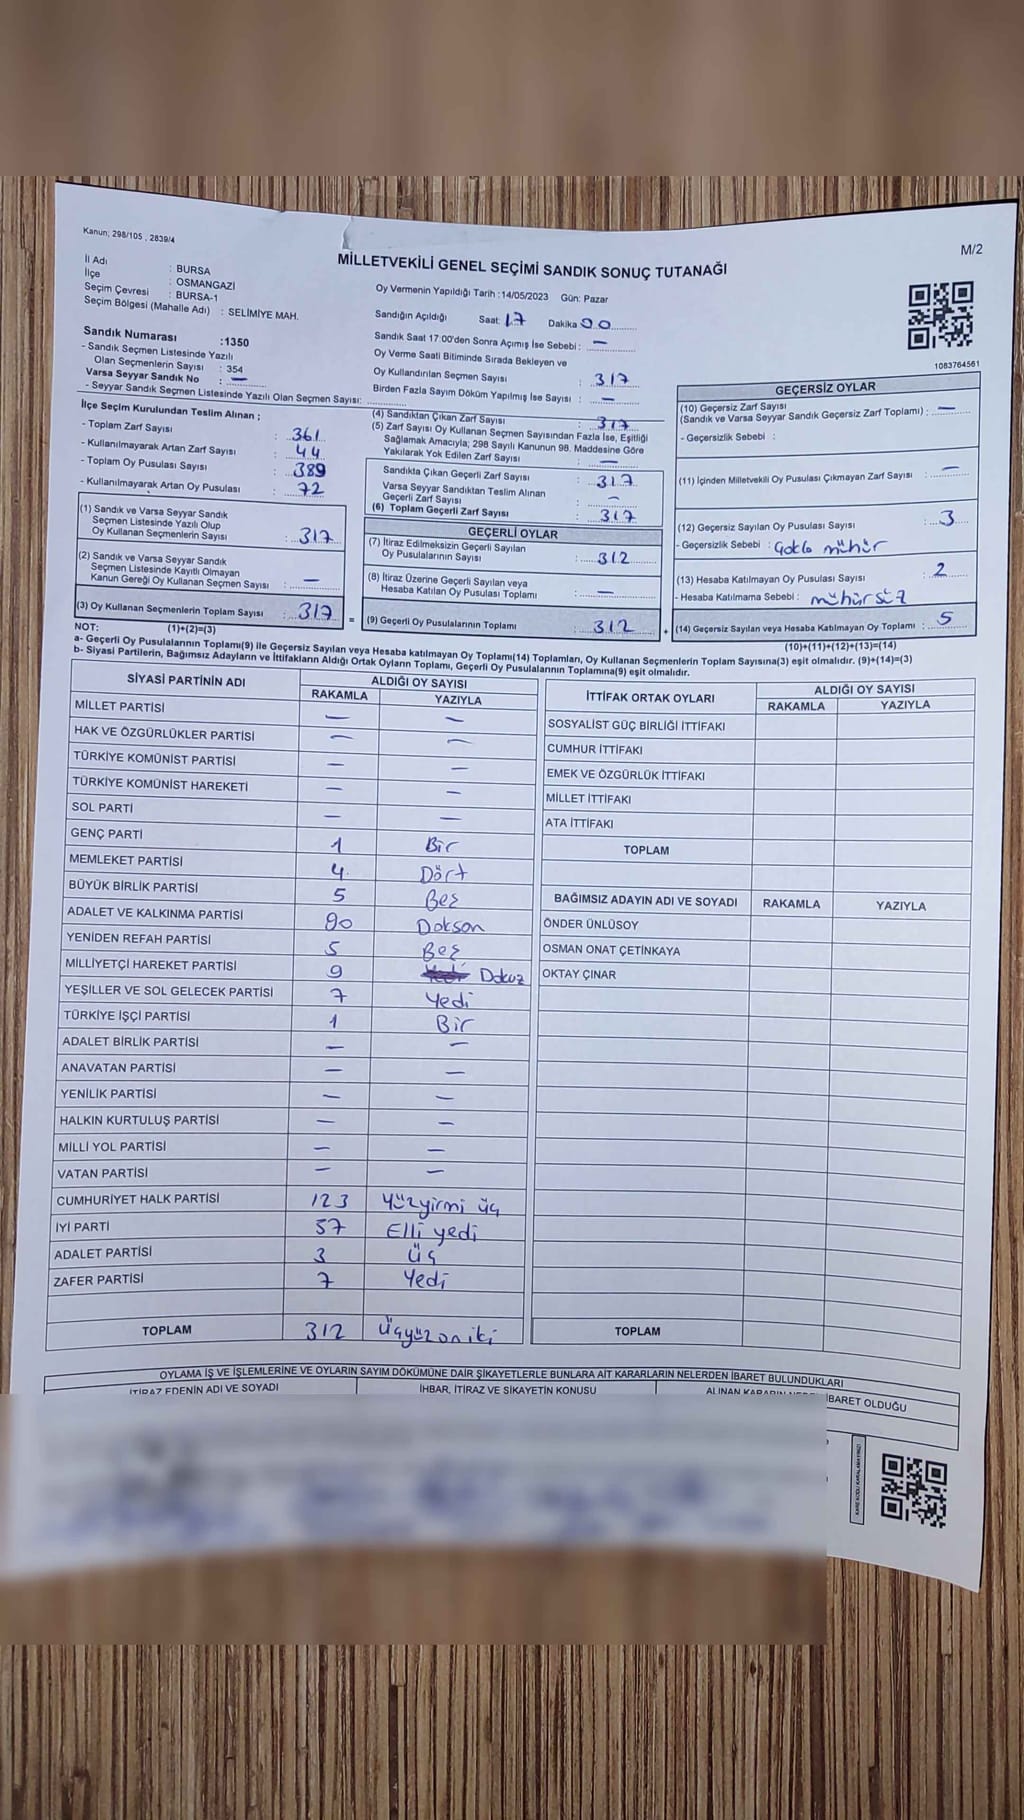 Kanun; 298/105 , 2839/4
M/2
MİLLETVEKİLİ GENEL SEÇİMİ SANDIK SONUÇ TUTANAĞI
İl Adı : BURSA
İlçe : OSMANGAZİ
Seçim Çevresi : BURSA-1
Seçim Bölgesi (Mahalle Adı) : SELİMİYE MAH.
Sandık Numarası :1350
- Sandık Seçmen Listesinde Yazılı
Olan Seçmenlerin Sayısı : 354
Varsa Seyyar Sandık No : —
- Seyyar Sandık Seçmen Listesinde Yazılı Olan Seçmen Sayısı:
Oy Vermenin Yapıldığı Tarih :14/05/2023 Gün: Pazar
Sandığın Açıldığı Saat: 17 Dakika 00
Sandık Saat 17:00'den Sonra Açımış İse Sebebi : —
Oy Verme Saati Bitiminde Sırada Bekleyen ve
Oy Kullandırılan Seçmen Sayısı : 317
Birden Fazla Sayım Döküm Yapılmış İse Sayısı : —
1083764561
İlçe Seçim Kurulundan Teslim Alınan ;
- Toplam Zarf Sayısı : 361
- Kullanılmayarak Artan Zarf Sayısı : 44
- Toplam Oy Pusulası Sayısı : 389
- Kullanılmayarak Artan Oy Pusulası : 72
(1) Sandık ve Varsa Seyyar Sandık
Seçmen Listesinde Yazılı Olup
Oy Kullanan Seçmenlerin Sayısı : 317
(2) Sandık ve Varsa Seyyar Sandık
Seçmen Listesinde Kayıtlı Olmayan
Kanun Gereği Oy Kullanan Seçmen Sayısı : —
(3) Oy Kullanan Seçmenlerin Toplam Sayısı : 317
(4) Sandıktan Çıkan Zarf Sayısı : 317
(5) Zarf Sayısı Oy Kullanan Seçmen Sayısından Fazla İse, Eşitliği
Sağlamak Amacıyla; 298 Sayılı Kanunun 98. Maddesine Göre
Yakılarak Yok Edilen Zarf Sayısı : —
Sandıkta Çıkan Geçerli Zarf Sayısı : 317
Varsa Seyyar Sandıktan Teslim Alınan
Geçerli Zarf Sayısı : —
(6) Toplam Geçerli Zarf Sayısı : 317
GEÇERLİ OYLAR
(7) İtiraz Edilmeksizin Geçerli Sayılan
Oy Pusulalarının Sayısı : 312
(8) İtiraz Üzerine Geçerli Sayılan veya
Hesaba Katılan Oy Pusulası Toplamı : —
= (9) Geçerli Oy Pusulalarının Toplamı : 312 +
GEÇERSİZ OYLAR
(10) Geçersiz Zarf Sayısı
(Sandık ve Varsa Seyyar Sandık Geçersiz Zarf Toplamı) : —
- Geçersizlik Sebebi :
(11) İçinden Milletvekili Oy Pusulası Çıkmayan Zarf Sayısı : —
(12) Geçersiz Sayılan Oy Pusulası Sayısı : 3
- Geçersizlik Sebebi : çokla mühür
(13) Hesaba Katılmayan Oy Pusulası Sayısı : 2
- Hesaba Katılmama Sebebi : mühürsüz
(14) Geçersiz Sayılan veya Hesaba Katılmayan Oy Toplamı : 5
NOT: (1)+(2)=(3)
(10)+(11)+(12)+(13)=(14)
a- Geçerli Oy Pusulalarının Toplamı(9) ile Geçersiz Sayılan veya Hesaba katılmayan Oy Toplamı(14) Toplamları, Oy Kullanan Seçmenlerin Toplam Sayısına(3) eşit olmalıdır. (9)+(14)=(3)
b- Siyasi Partilerin, Bağımsız Adayların ve İttifakların Aldığı Ortak Oyların Toplamı, Geçerli Oy Pusulalarının Toplamına(9) eşit olmalıdır.
SİYASİ PARTİNİN ADI ALDIĞI OY SAYISI
RAKAMLA YAZIYLA
MİLLET PARTİSİ — —
HAK VE ÖZGÜRLÜKLER PARTİSİ — —
TÜRKİYE KOMÜNİST PARTİSİ — —
TÜRKİYE KOMÜNİST HAREKETİ — —
SOL PARTİ — —
GENÇ PARTİ 1 Bir
MEMLEKET PARTİSİ 4 Dört
BÜYÜK BİRLİK PARTİSİ 5 Beş
ADALET VE KALKINMA PARTİSİ 90 Doksan
YENİDEN REFAH PARTİSİ 5 Beş
MİLLİYETÇİ HAREKET PARTİSİ 9 Dokuz
YEŞİLLER VE SOL GELECEK PARTİSİ 7 Yedi
TÜRKİYE İŞÇİ PARTİSİ 1 Bir
ADALET BİRLİK PARTİSİ — —
ANAVATAN PARTİSİ — —
YENİLİK PARTİSİ — —
HALKIN KURTULUŞ PARTİSİ — —
MİLLİ YOL PARTİSİ — —
VATAN PARTİSİ — —
CUMHURİYET HALK PARTİSİ 123 Yüzyirmi üç
İYİ PARTİ 57 Elli yedi
ADALET PARTİSİ 3 üç
ZAFER PARTİSİ 7 Yedi
TOPLAM 312 üçyüz oniki
İTTİFAK ORTAK OYLARI ALDIĞI OY SAYISI
RAKAMLA YAZIYLA
SOSYALİST GÜÇ BİRLİĞİ İTTİFAKI
CUMHUR İTTİFAKI
EMEK VE ÖZGÜRLÜK İTTİFAKI
MİLLET İTTİFAKI
ATA İTTİFAKI
TOPLAM
BAĞIMSIZ ADAYIN ADI VE SOYADI RAKAMLA YAZIYLA
ÖNDER ÜNLÜSOY
OSMAN ONAT ÇETİNKAYA
OKTAY ÇINAR
TOPLAM
OYLAMA İŞ VE İŞLEMLERİNE VE OYLARIN SAYIM DÖKÜMÜNE DAİR ŞİKAYETLERLE BUNLARA AİT KARARLARIN NELERDEN İBARET BULUNDUKLARI
İTİRAZ EDENİN ADI VE SOYADI İHBAR, İTİRAZ VE ŞİKAYETİN KONUSU ALINAN İBARET OLDUĞU